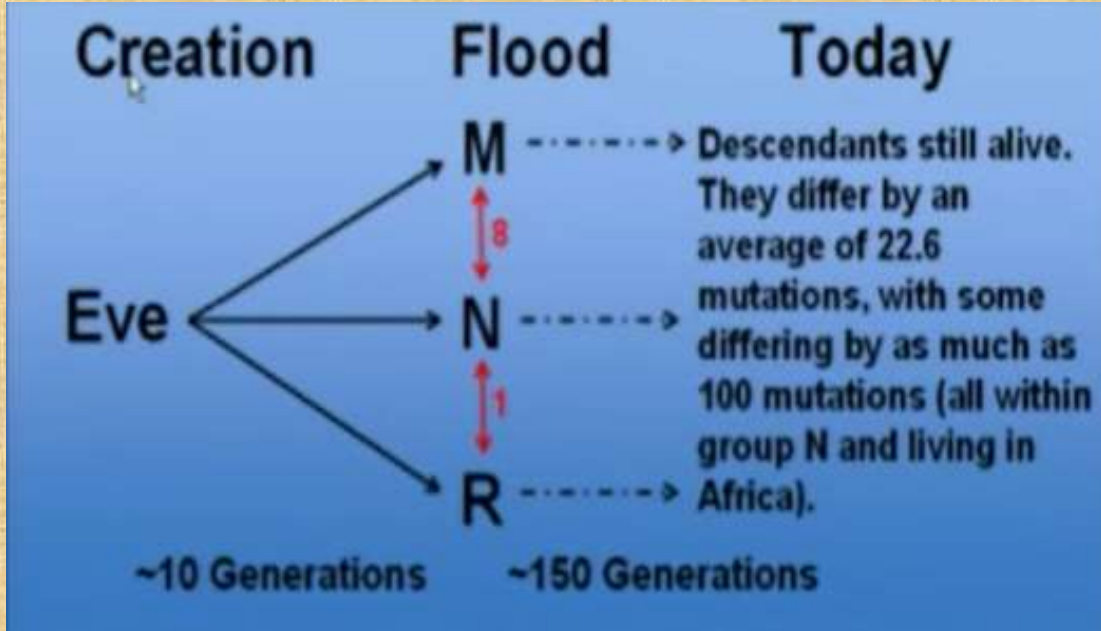 Creation Flood Today
M
Descendants still alive.
They differ by an
average of 22.6
mutations, with some
differing by as much as
100 mutations (all within
group N and living in
Africa).
8
Eve
N
1
R
~10 Generations ~150 Generations